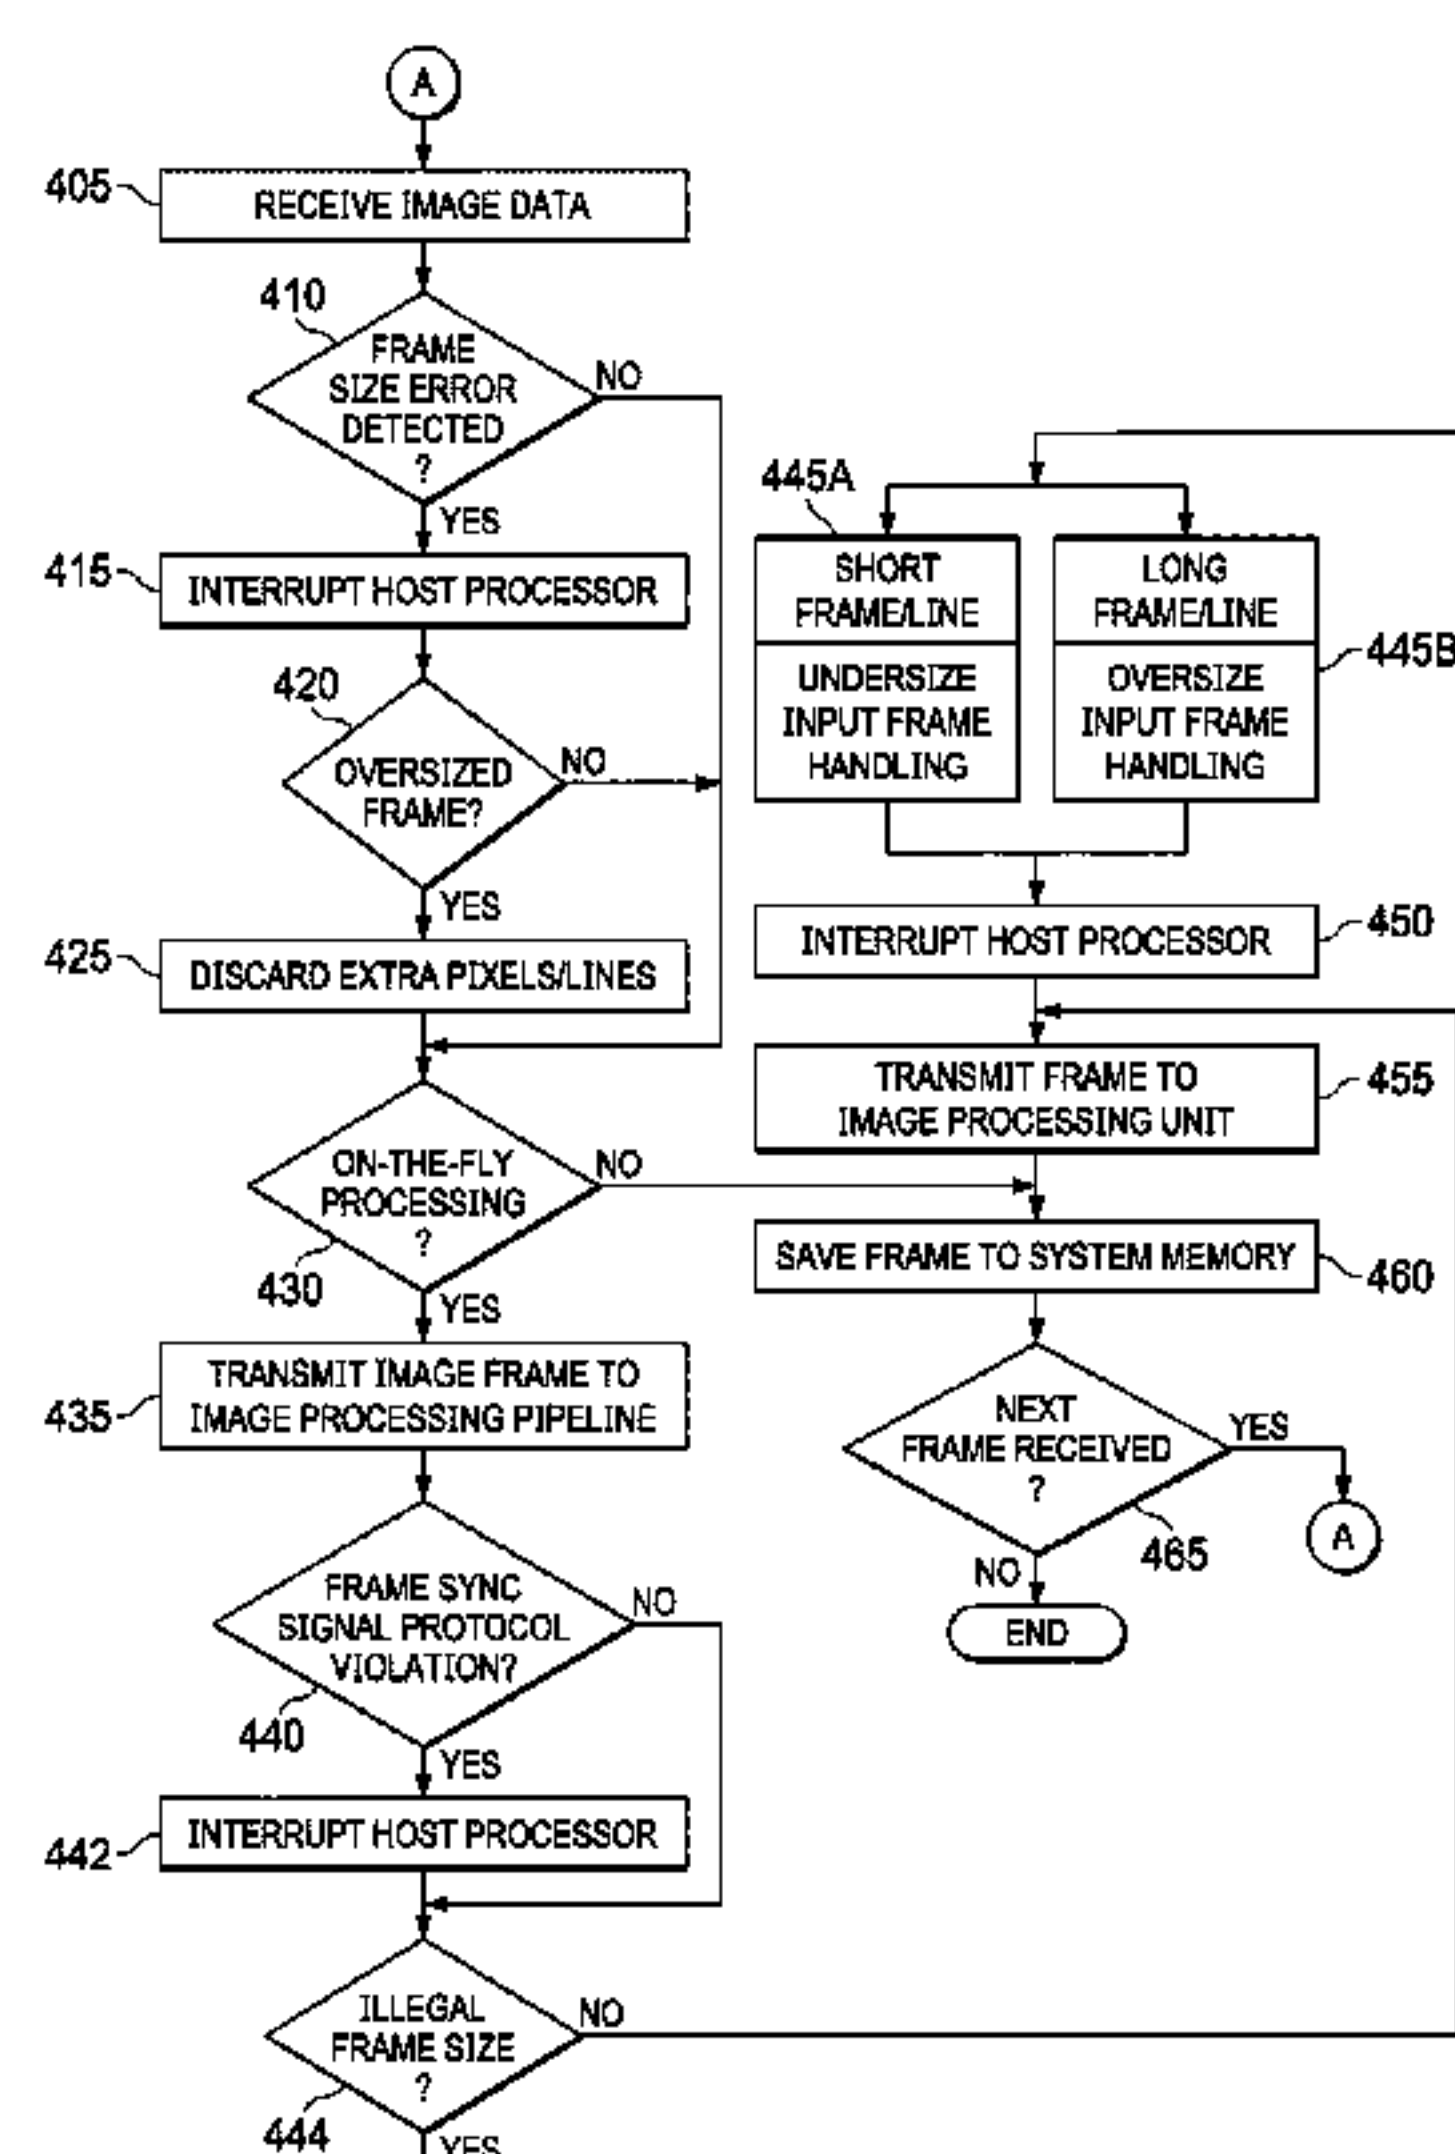 A
405
RECEIVE IMAGE DATA
410
FRAME
SIZE ERROR
DETECTED
?
NO
YES
415
INTERRUPT HOST PROCESSOR
420
OVERSIZED
FRAME?
NO
YES
425
DISCARD EXTRA PIXELS/LINES
ON-THE-FLY
PROCESSING
?
NO
430
YES
435
TRANSMIT IMAGE FRAME TO
IMAGE PROCESSING PIPELINE
FRAME SYNC
SIGNAL PROTOCOL
VIOLATION?
NO
440
YES
442
INTERRUPT HOST PROCESSOR
ILLEGAL
FRAME SIZE
?
NO
444
YES
445A
SHORT
FRAME/LINE
UNDERSIZE
INPUT FRAME
HANDLING
LONG
FRAME/LINE
OVERSIZE
INPUT FRAME
HANDLING
445B
INTERRUPT HOST PROCESSOR
450
TRANSMIT FRAME TO
IMAGE PROCESSING UNIT
455
SAVE FRAME TO SYSTEM MEMORY
460
NEXT
FRAME RECEIVED
?
YES
465
A
NO
END